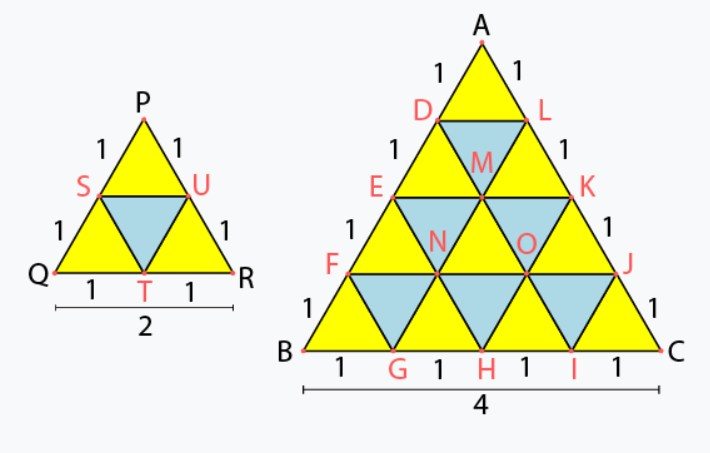 A
1 1
D L
P
1 1
1 M 1
S U
E K
1 1
1 N O 1
Q T R
F J
1 1
1 1
2
B G H I C
1 1 1 1
4